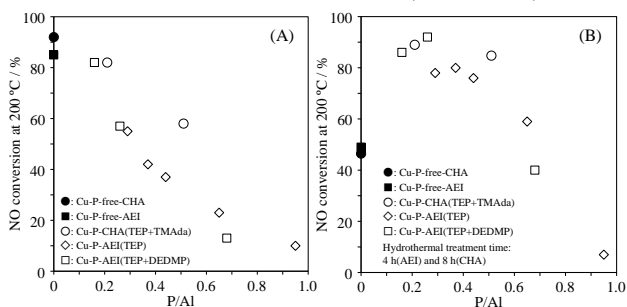 (A)
NO conversion at 200 °C / %
100
80
60
40
20
0
●: Cu-P-free-CHA
■: Cu-P-free-AEI
○: Cu-P-CHA(TEP+TMAda)
◇: Cu-P-AEI(TEP)
□: Cu-P-AEI(TEP+DEDMP)
0 0.2 0.4 0.6 0.8 1.0
P/Al
(B)
NO conversion at 200 °C / %
100
80
60
40
20
0
●: Cu-P-free-CHA
■: Cu-P-free-AEI
○: Cu-P-CHA(TEP+TMAda)
◇: Cu-P-AEI(TEP)
□: Cu-P-AEI(TEP+DEDMP)
Hydrothermal treatment time:
4 h(AEI) and 8 h(CHA)
0 0.2 0.4 0.6 0.8 1.0
P/Al